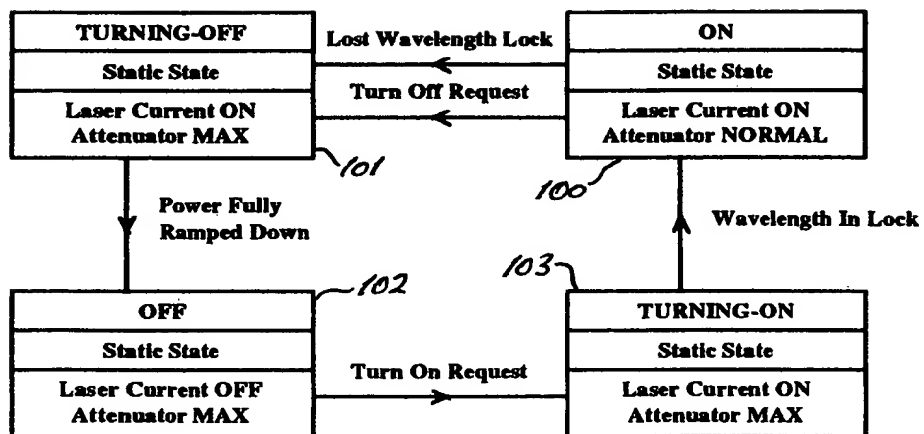 TURNING-OFF
Static State
Laser Current ON
Attenuator MAX
101
Lost Wavelength Lock
Turn Off Request
ON
Static State
Laser Current ON
Attenuator NORMAL
100
Power Fully
Ramped Down
Wavelength In Lock
102
OFF
Static State
Laser Current OFF
Attenuator MAX
Turn On Request
103
TURNING-ON
Static State
Laser Current ON
Attenuator MAX